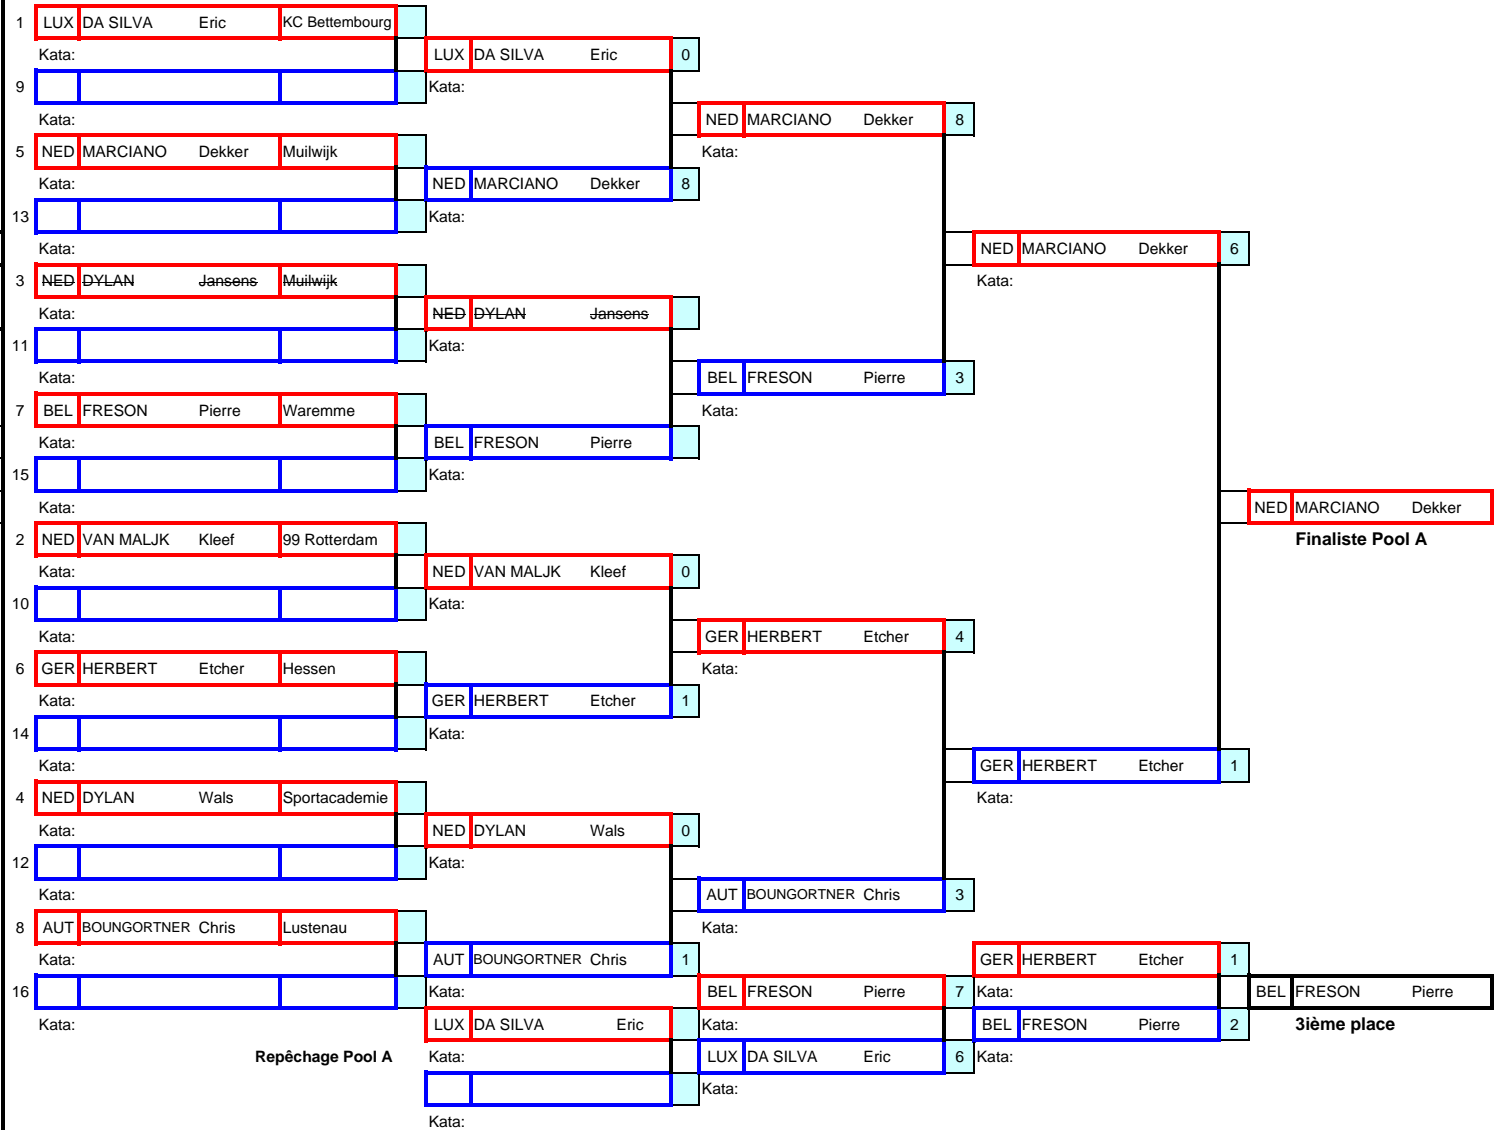 1 LUX DA SILVA Eric KC Bettembourg
Kata: LUX DA SILVA Eric 0
9 Kata:
Kata: NED MARCIANO Dekker 8
5 NED MARCIANO Dekker Muilwijk Kata:
Kata: NED MARCIANO Dekker 8
13 Kata:
Kata: NED MARCIANO Dekker 6
3 NED DYLAN Jansens Muilwijk Kata:
Kata: NED DYLAN Jansens
11 Kata:
Kata: BEL FRESON Pierre 3
7 BEL FRESON Pierre Waremme Kata:
Kata: BEL FRESON Pierre
15 Kata:
Kata: NED MARCIANO Dekker
2 NED VAN MALJK Kleef 99 Rotterdam Finaliste Pool A
Kata: NED VAN MALJK Kleef 0
10 Kata:
Kata: GER HERBERT Etcher 4
6 GER HERBERT Etcher Hessen Kata:
Kata: GER HERBERT Etcher 1
14 Kata:
Kata: GER HERBERT Etcher 1
4 NED DYLAN Wals Sportacademie Kata:
Kata: NED DYLAN Wals 0
12 Kata:
Kata: AUT BOUNGORTNER Chris 3
8 AUT BOUNGORTNER Chris Lustenau Kata:
Kata: AUT BOUNGORTNER Chris 1 GER HERBERT Etcher 1
16 Kata: BEL FRESON Pierre 7 Kata: BEL FRESON Pierre
Kata: LUX DA SILVA Eric Kata: BEL FRESON Pierre 2 3ième place
Repêchage Pool A Kata: LUX DA SILVA Eric 6 Kata:
Kata:
Kata: